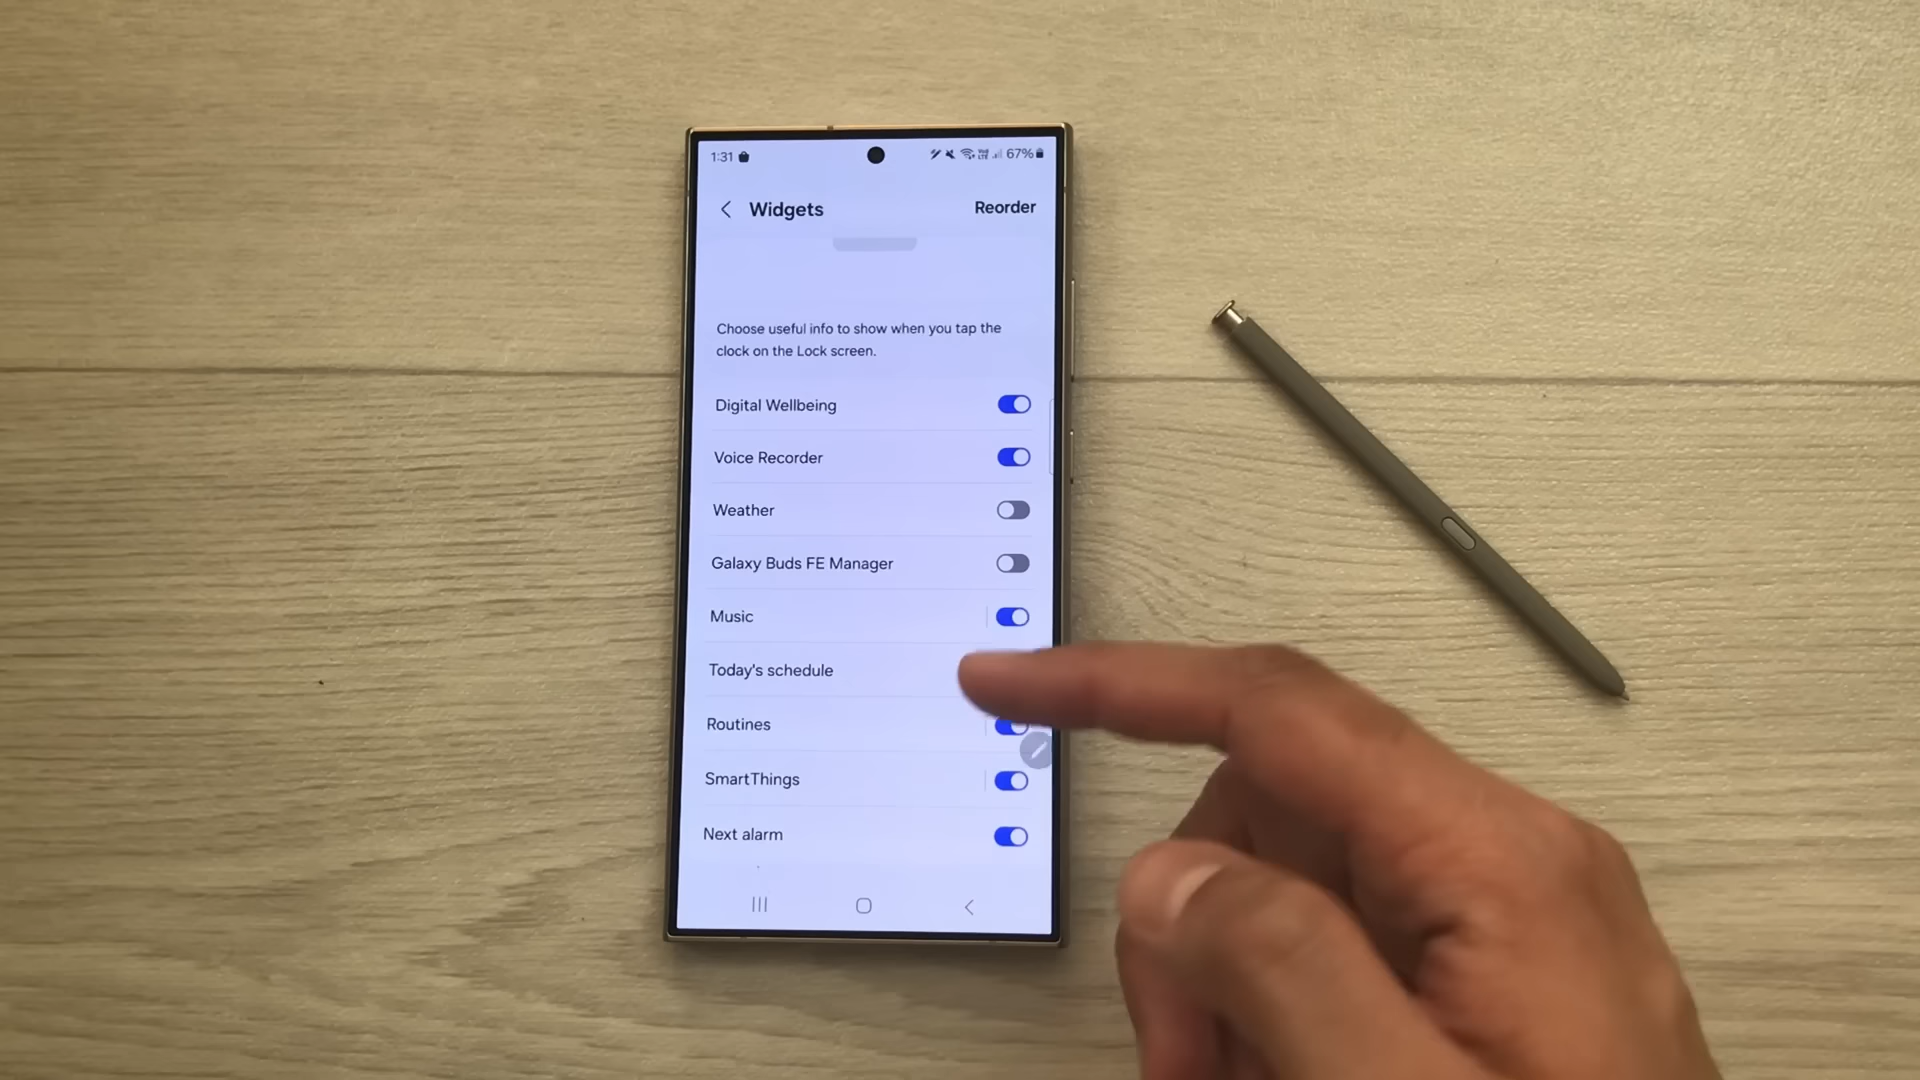 1:31
67%
Widgets
Reorder
Choose useful info to show when you tap the
clock on the Lock screen.
Digital Wellbeing
Voice Recorder
Weather
Galaxy Buds FE Manager
Music
Today's schedule
Routines
SmartThings
Next alarm